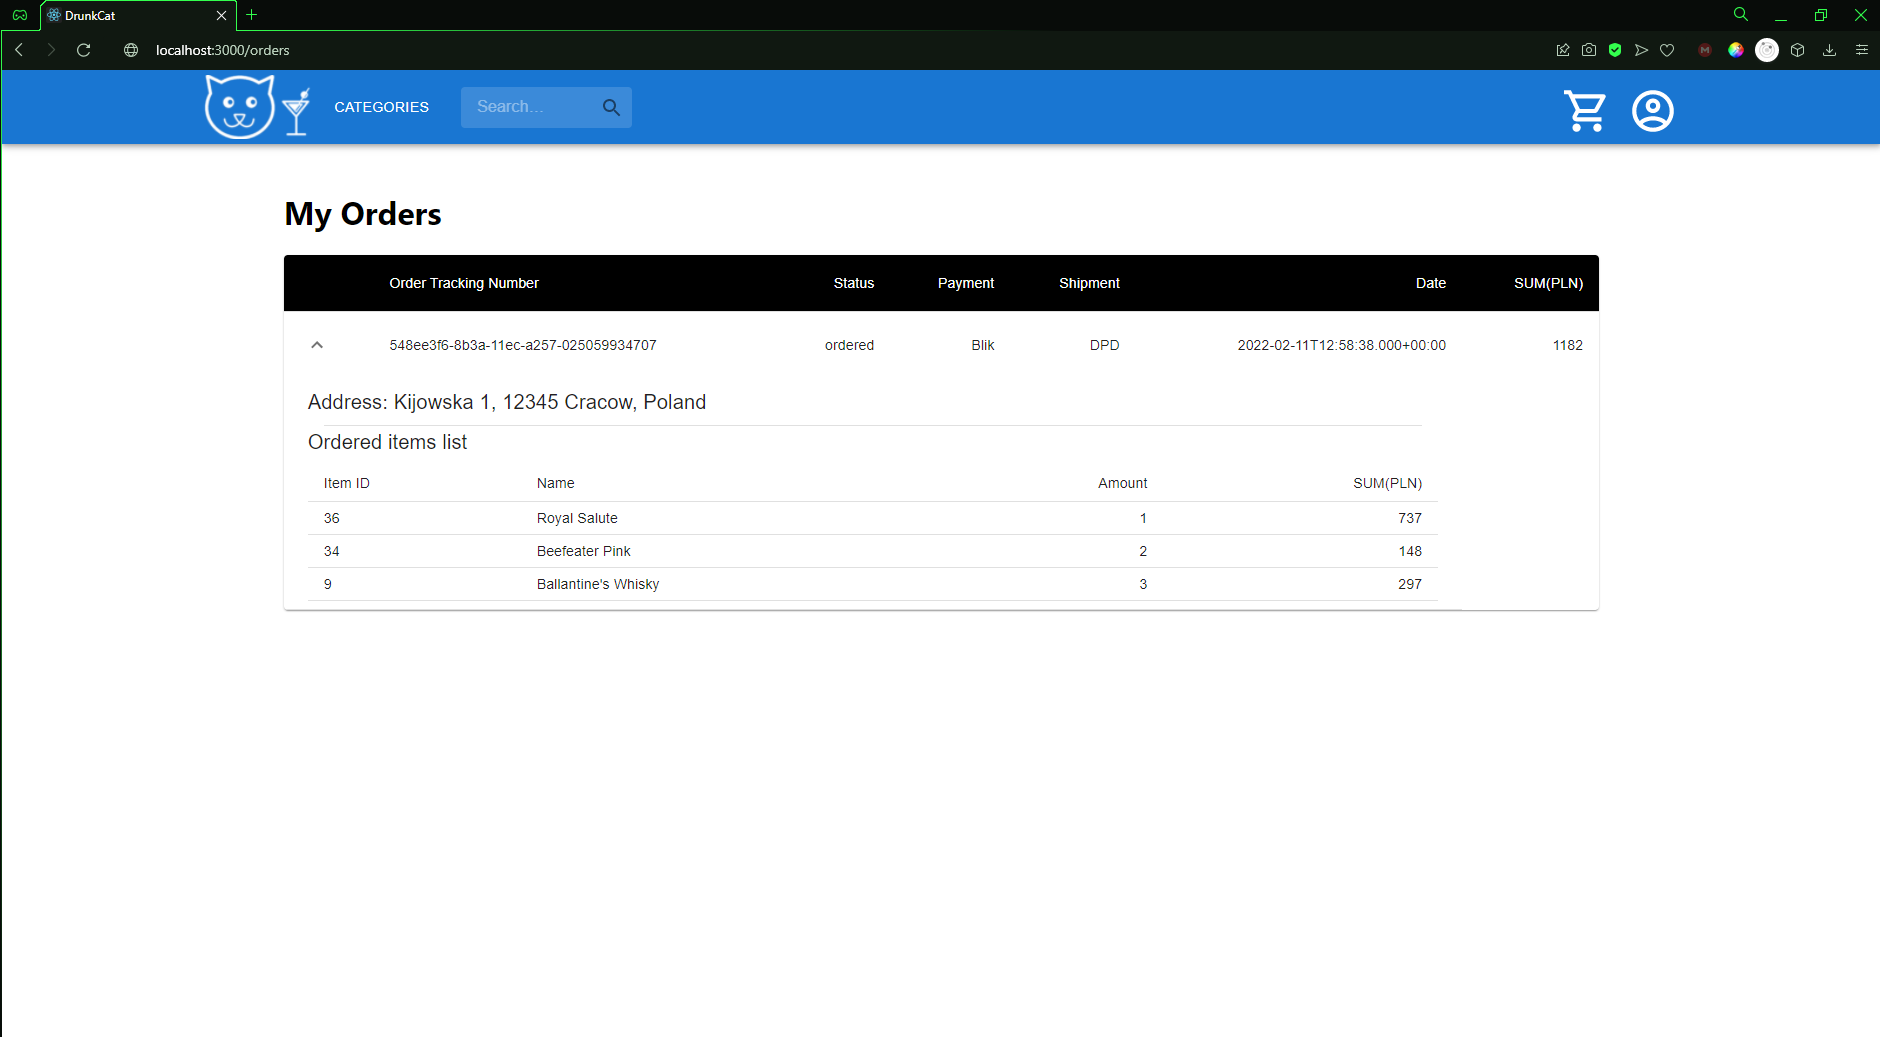 DrunkCat
localhost:3000/orders
CATEGORIES Search...
My Orders
Order Tracking Number Status Payment Shipment Date SUM(PLN)
548ee3f6-8b3a-11ec-a257-025059934707 ordered Blik DPD 2022-02-11T12:58:38.000+00:00 1182
Address: Kijowska 1, 12345 Cracow, Poland
Ordered items list
Item ID Name Amount SUM(PLN)
36 Royal Salute 1 737
34 Beefeater Pink 2 148
9 Ballantine's Whisky 3 297